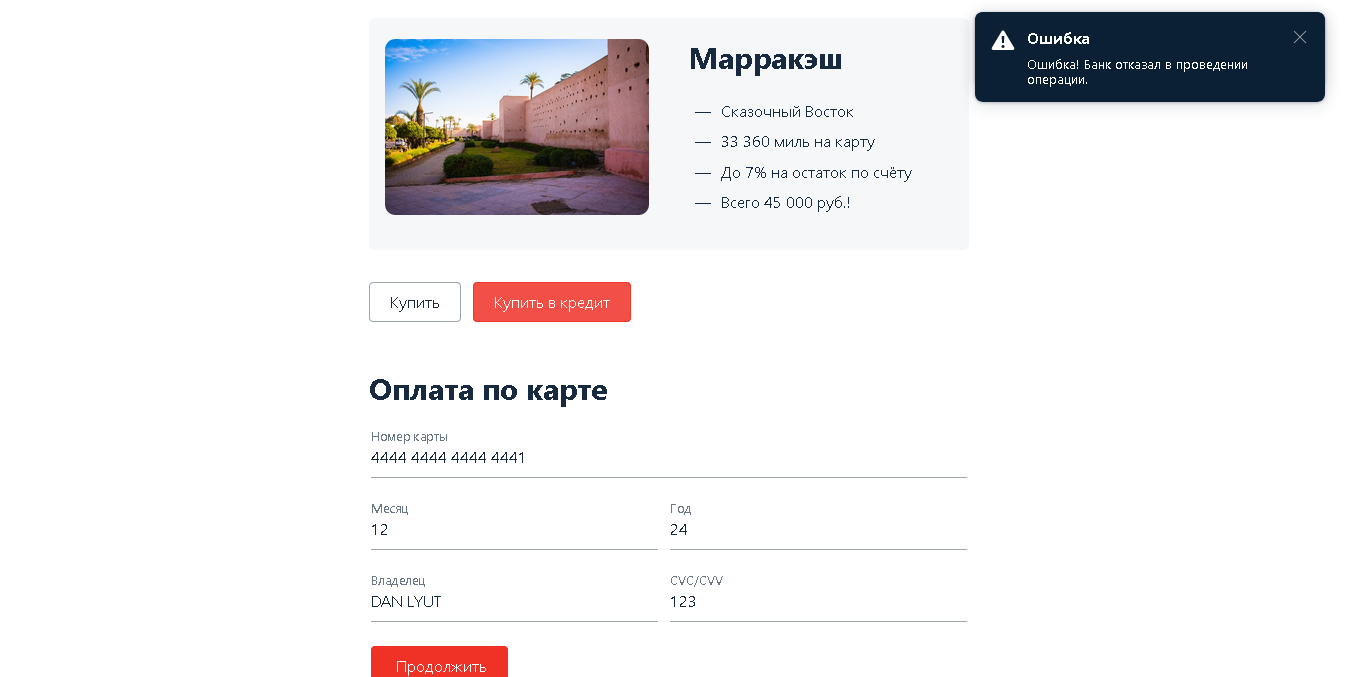 Марракэш
— Сказочный Восток
— 33 360 миль на карту
— До 7% на остаток по счёту
— Всего 45 000 руб.!
Ошибка
Ошибка! Банк отказал в проведении
операции.
Купить
Купить в кредит
Оплата по карте
Номер карты
4444 4444 4444 4441
Месяц
Год
12
24
Владелец
CVC/CVV
DAN LYUT
123
Продолжить